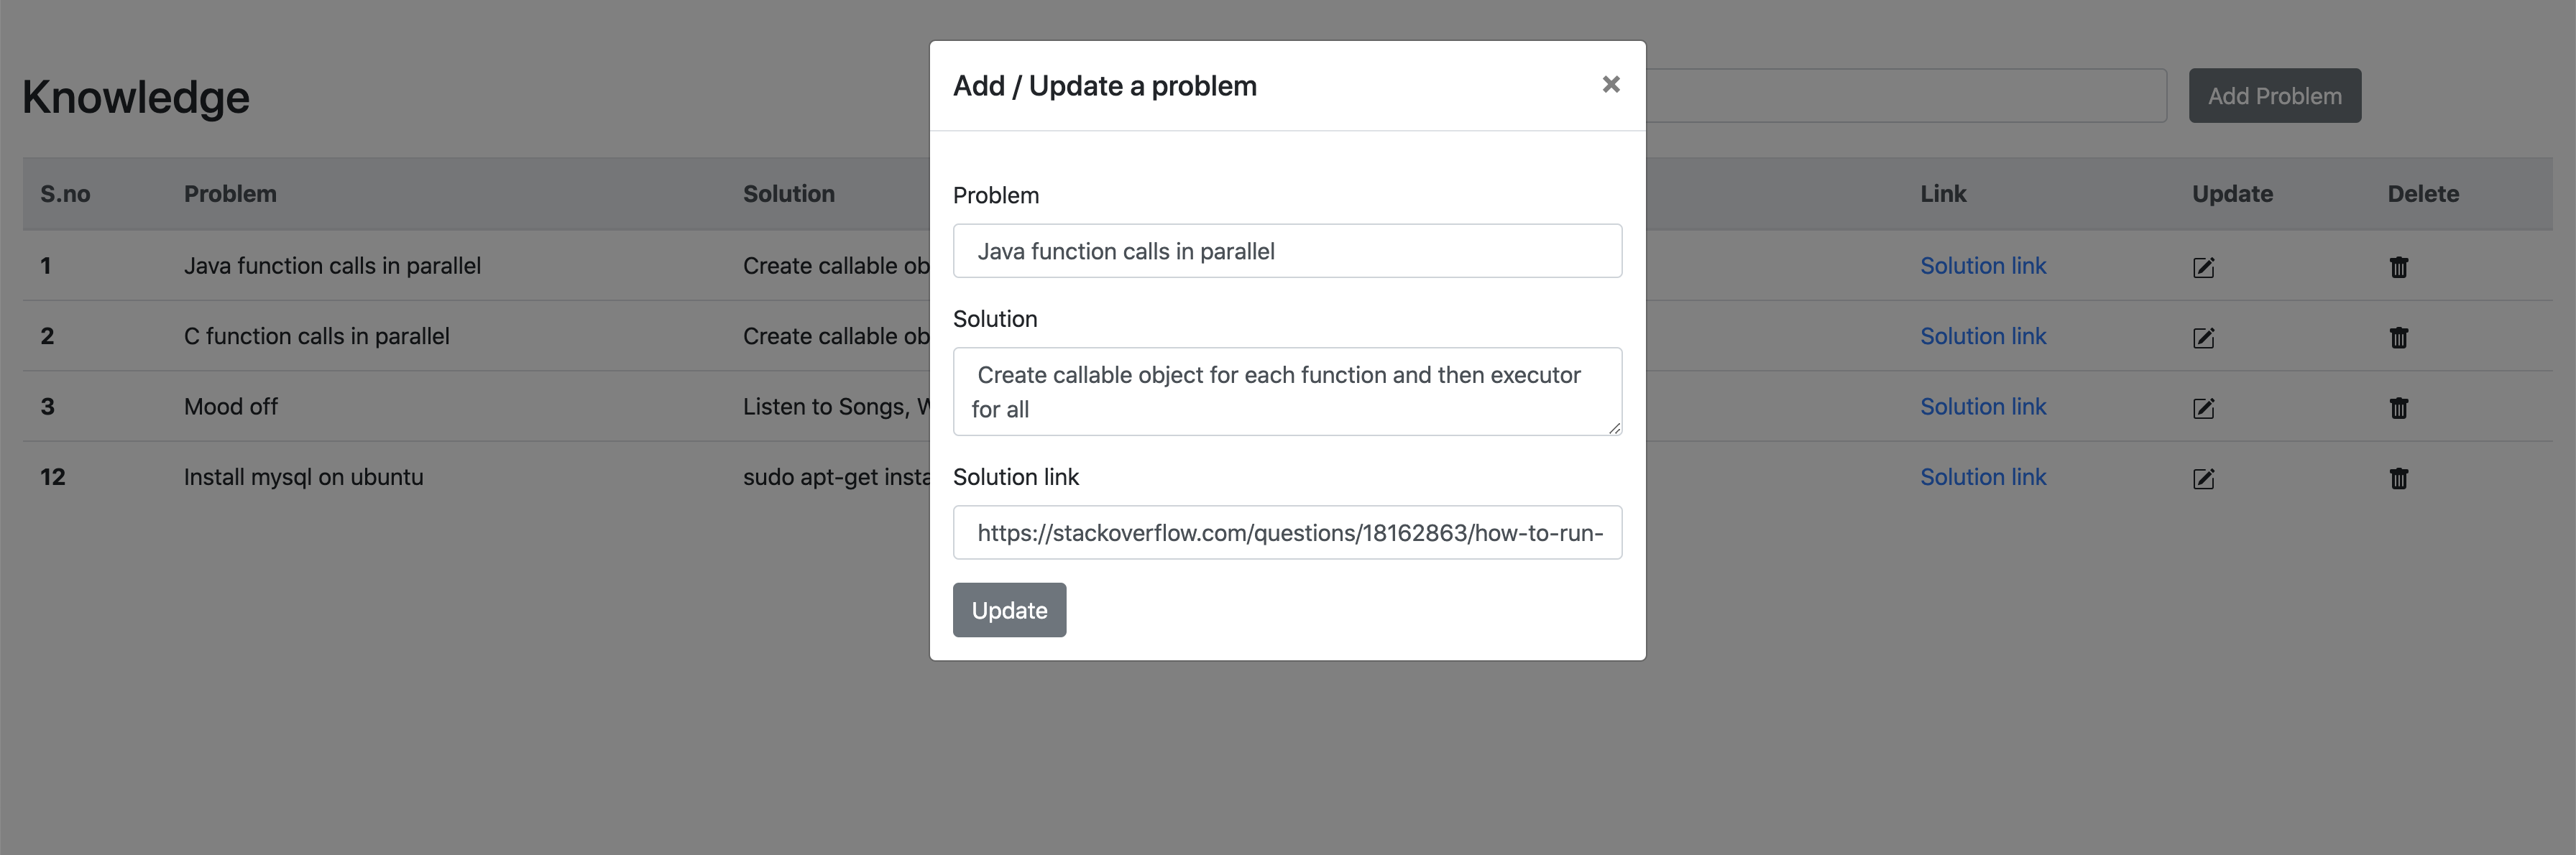 Knowledge
Add Problem
Add / Update a problem
Problem
Java function calls in parallel
Solution
Create callable object for each function and then executor
for all
Solution link
https://stackoverflow.com/questions/18162863/how-to-run-
Update
S.no Problem Solution Link Update Delete
1 Java function calls in parallel Create callable Solution link
2 C function calls in parallel Create callable Solution link
3 Mood off Listen to Songs, Solution link
12 Install mysql on ubuntu sudo apt-get Solution link